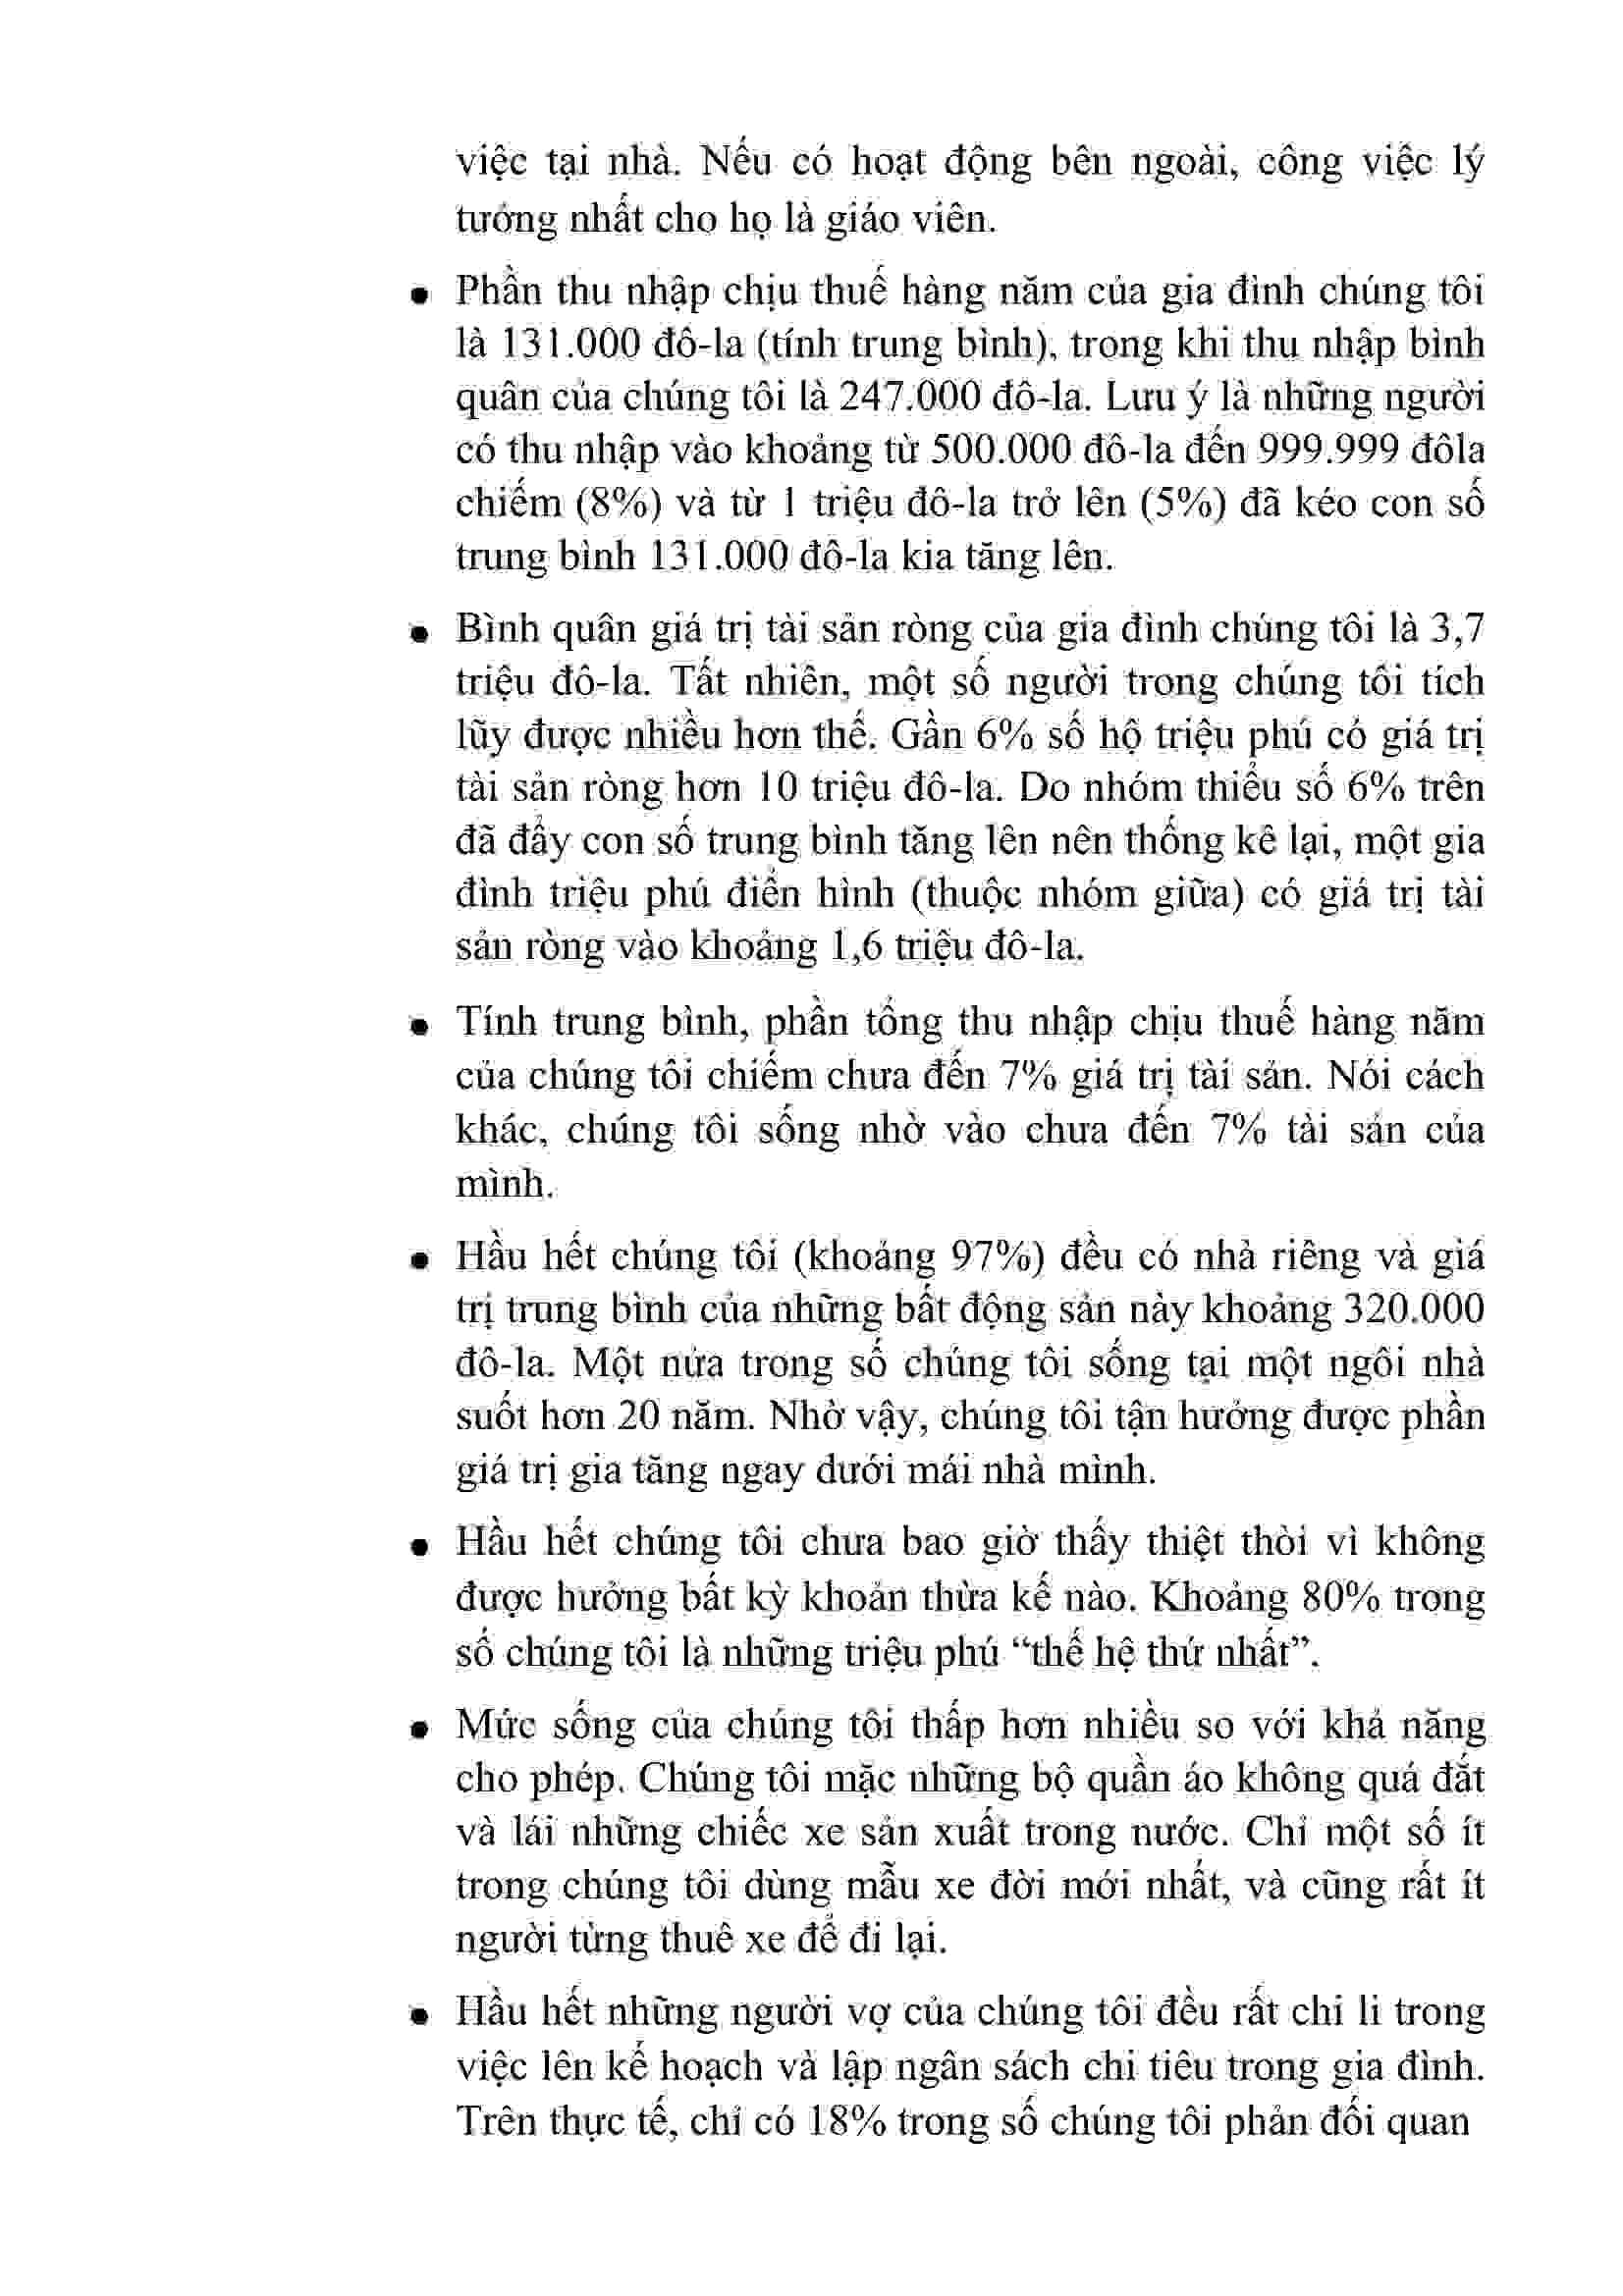 việc tại nhà. Nếu có hoạt động bên ngoài, công việc lý
tưởng nhất cho họ là giáo viên.
● Phần thu nhập chịu thuế hàng năm của gia đình chúng tôi
là 131.000 đô-la (tính trung bình), trong khi thu nhập bình
quân của chúng tôi là 247.000 đô-la. Lưu ý là những người
có thu nhập vào khoảng từ 500.000 đô-la đến 999.999 đôla
chiếm (8%) và từ 1 triệu đô-la trở lên (5%) đã kéo con số
trung bình 131.000 đô-la kia tăng lên.
● Bình quân giá trị tài sản ròng của gia đình chúng tôi là 3,7
triệu đô-la. Tất nhiên, một số người trong chúng tôi tích
lũy được nhiều hơn thế. Gần 6% số hộ triệu phú có giá trị
tài sản ròng hơn 10 triệu đô-la. Do nhóm thiểu số 6% trên
đã đẩy con số trung bình tăng lên nên thống kê lại, một gia
đình triệu phú điển hình (thuộc nhóm giữa) có giá trị tài
sản ròng vào khoảng 1,6 triệu đô-la.
● Tính trung bình, phần tổng thu nhập chịu thuế hàng năm
của chúng tôi chiếm chưa đến 7% giá trị tài sản. Nói cách
khác, chúng tôi sống nhờ vào chưa đến 7% tài sản của
mình.
● Hầu hết chúng tôi (khoảng 97%) đều có nhà riêng và giá
trị trung bình của những bất động sản này khoảng 320.000
đô-la. Một nửa trong số chúng tôi sống tại một ngôi nhà
suốt hơn 20 năm. Nhờ vậy, chúng tôi tận hưởng được phần
giá trị gia tăng ngay dưới mái nhà mình.
● Hầu hết chúng tôi chưa bao giờ thấy thiệt thòi vì không
được hưởng bất kỳ khoản thừa kế nào. Khoảng 80% trong
số chúng tôi là những triệu phú “thế hệ thứ nhất”.
● Mức sống của chúng tôi thấp hơn nhiều so với khả năng
cho phép. Chúng tôi mặc những bộ quần áo không quá đắt
và lái những chiếc xe sản xuất trong nước. Chỉ một số ít
trong chúng tôi dùng mẫu xe đời mới nhất, và cũng rất ít
người từng thuê xe để đi lại.
● Hầu hết những người vợ của chúng tôi đều rất chi li trong
việc lên kế hoạch và lập ngân sách chi tiêu trong gia đình.
Trên thực tế, chỉ có 18% trong số chúng tôi phản đối quan